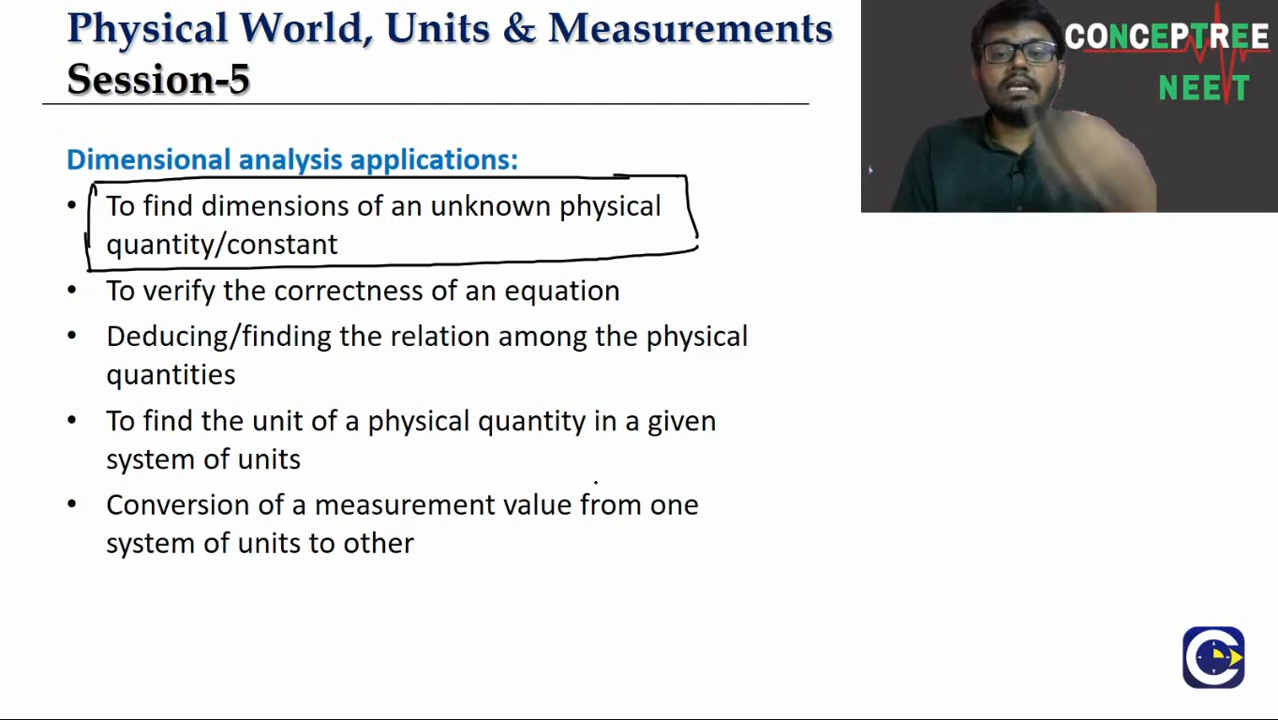 Physical World, Units & Measurements
Session-5
CONCEPTREE
NEET
Dimensional analysis applications:
• To find dimensions of an unknown physical
quantity/constant
• To verify the correctness of an equation
• Deducing/finding the relation among the physical
quantities
• To find the unit of a physical quantity in a given
system of units
• Conversion of a measurement value from one
system of units to other